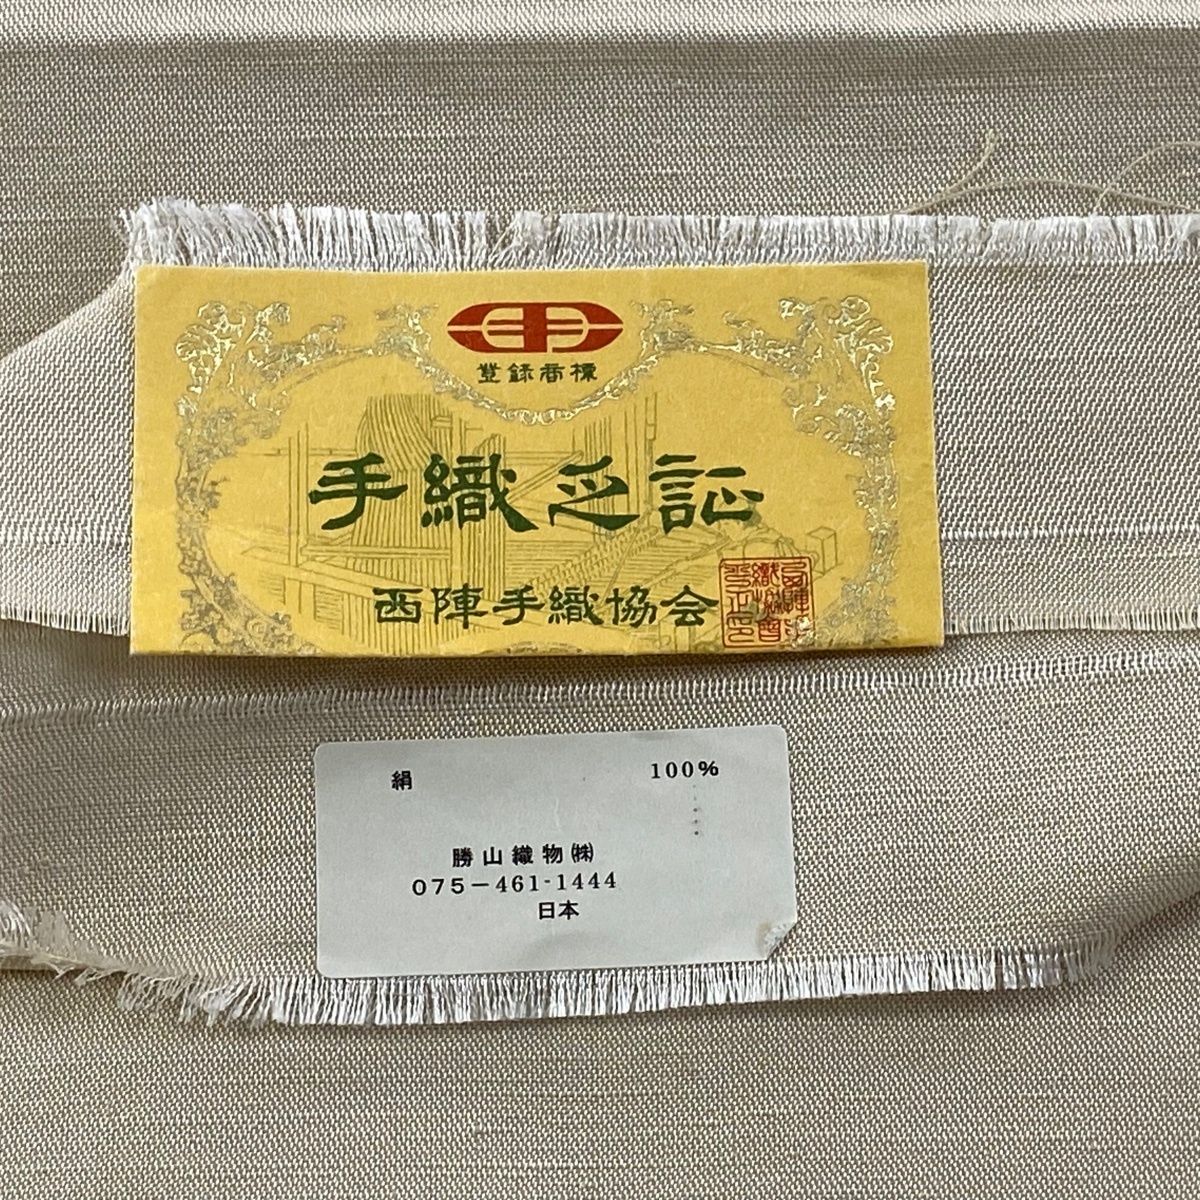 登録商標
手織之証
西陣手織協会
絹 100%
勝山織物㈱
075-461-1444
日本